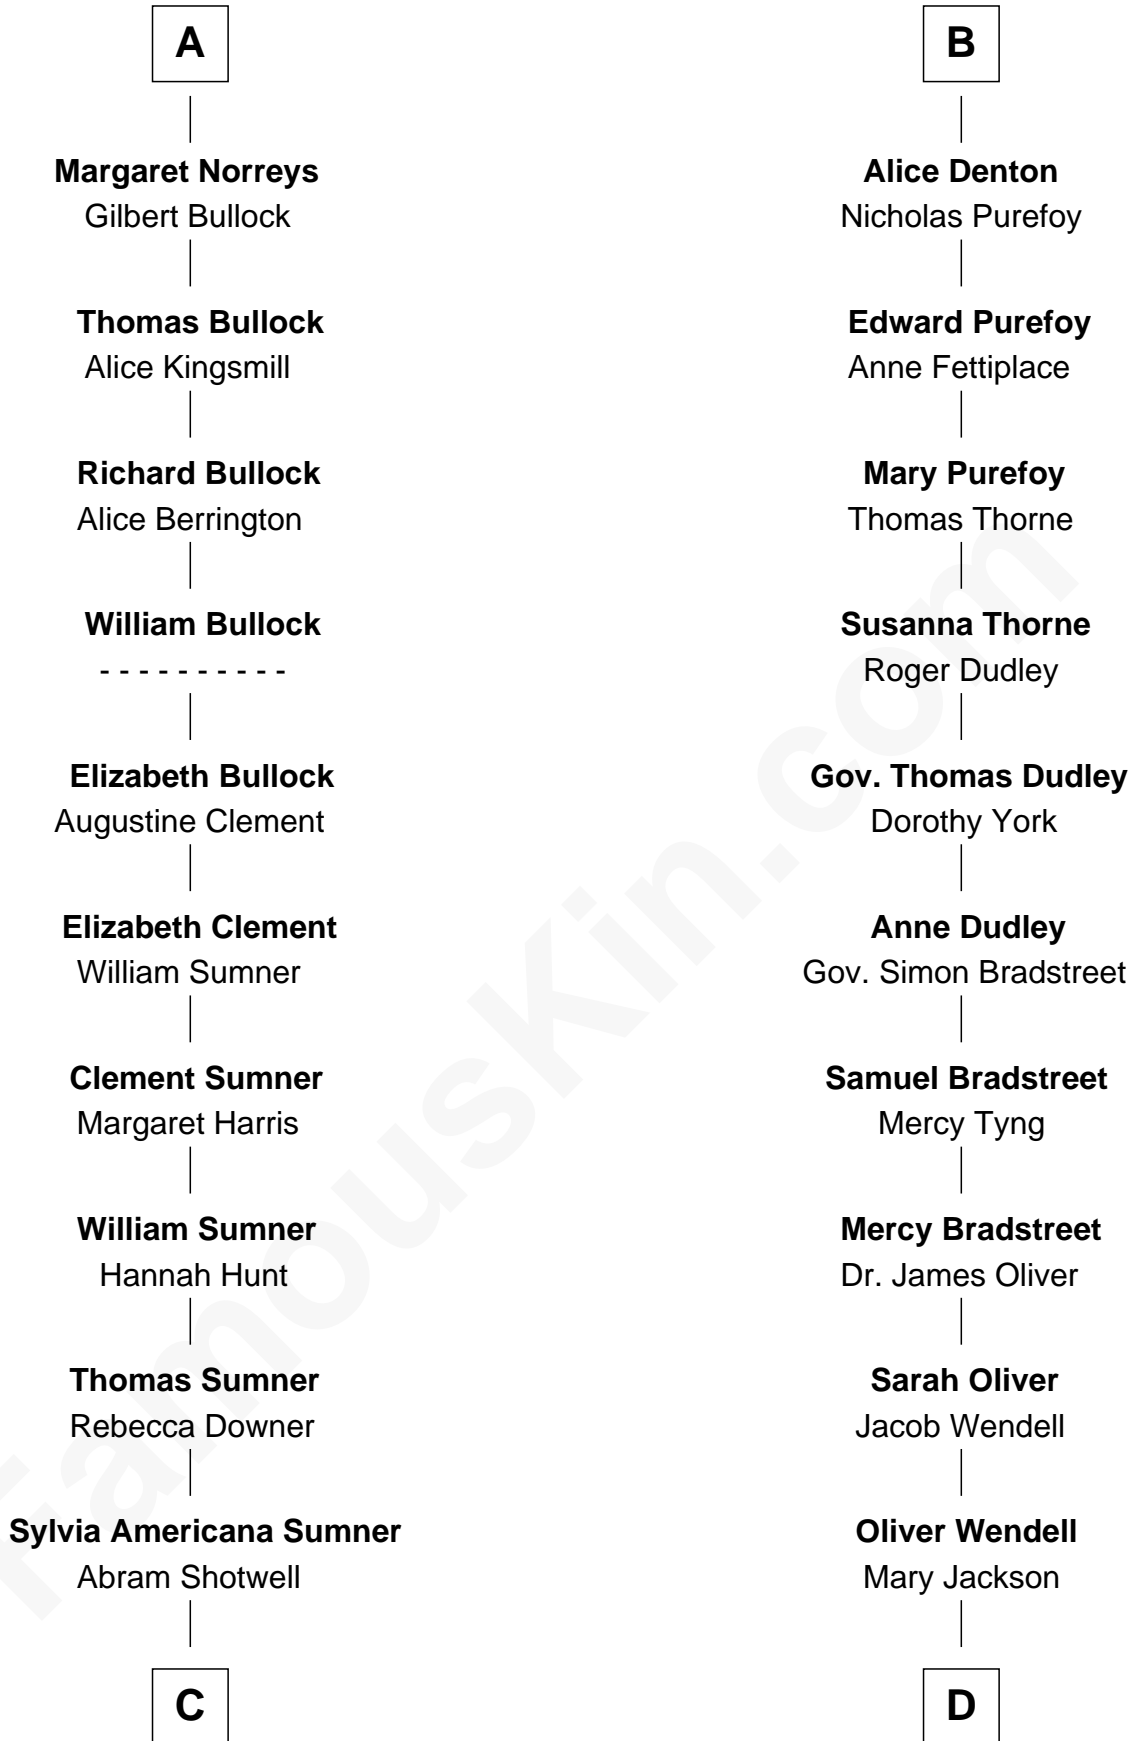 A
Margaret Norreys
Gilbert Bullock
Thomas Bullock
Alice Kingsmill
Richard Bullock
Alice Berrington
William Bullock
- - - - - - - - - -
Elizabeth Bullock
Augustine Clement
Elizabeth Clement
William Sumner
Clement Sumner
Margaret Harris
William Sumner
Hannah Hunt
Thomas Sumner
Rebecca Downer
Sylvia Americana Sumner
Abram Shotwell
C
B
Alice Denton
Nicholas Purefoy
Edward Purefoy
Anne Fettiplace
Mary Purefoy
Thomas Thorne
Susanna Thorne
Roger Dudley
Gov. Thomas Dudley
Dorothy York
Anne Dudley
Gov. Simon Bradstreet
Samuel Bradstreet
Mercy Tyng
Mercy Bradstreet
Dr. James Oliver
Sarah Oliver
Jacob Wendell
Oliver Wendell
Mary Jackson
D
FamousKin.com